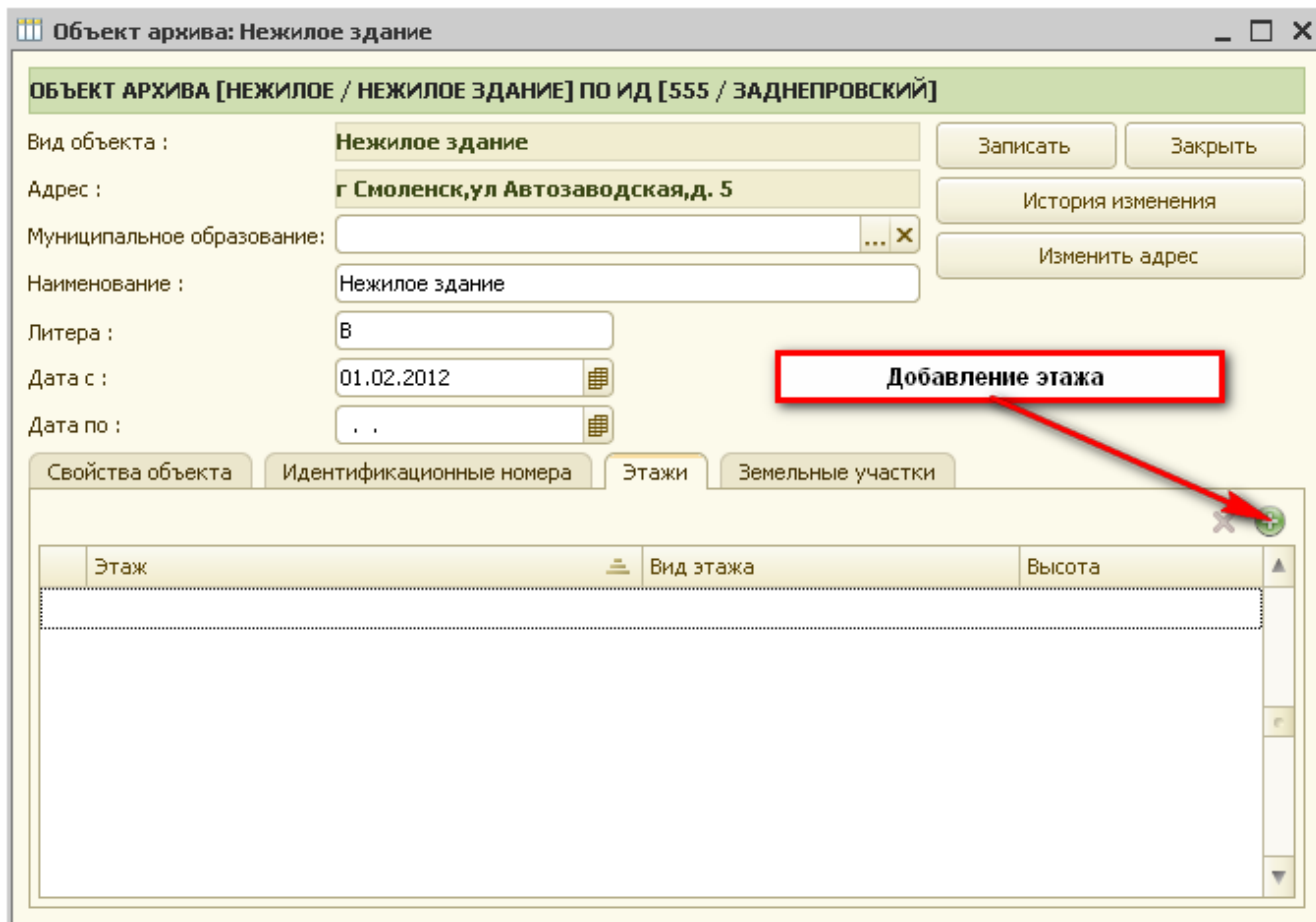 Объект архива: Нежилое здание
ОБЪЕКТ АРХИВА [НЕЖИЛОЕ / НЕЖИЛОЕ ЗДАНИЕ] ПО ИД [555 / ЗАДНЕПРОВСКИЙ]
Вид объекта : Нежилое здание Записать Закрыть
Адрес : г Смоленск,ул Автозаводская,д. 5 История изменения
Муниципальное образование: ...
Изменить адрес
Наименование : Нежилое здание
Литера : В
Дата с : 01.02.2012 Добавление этажа
Дата по : . .
Свойства объекта Идентификационные номера Этажи Земельные участки
Этаж Вид этажа Высота